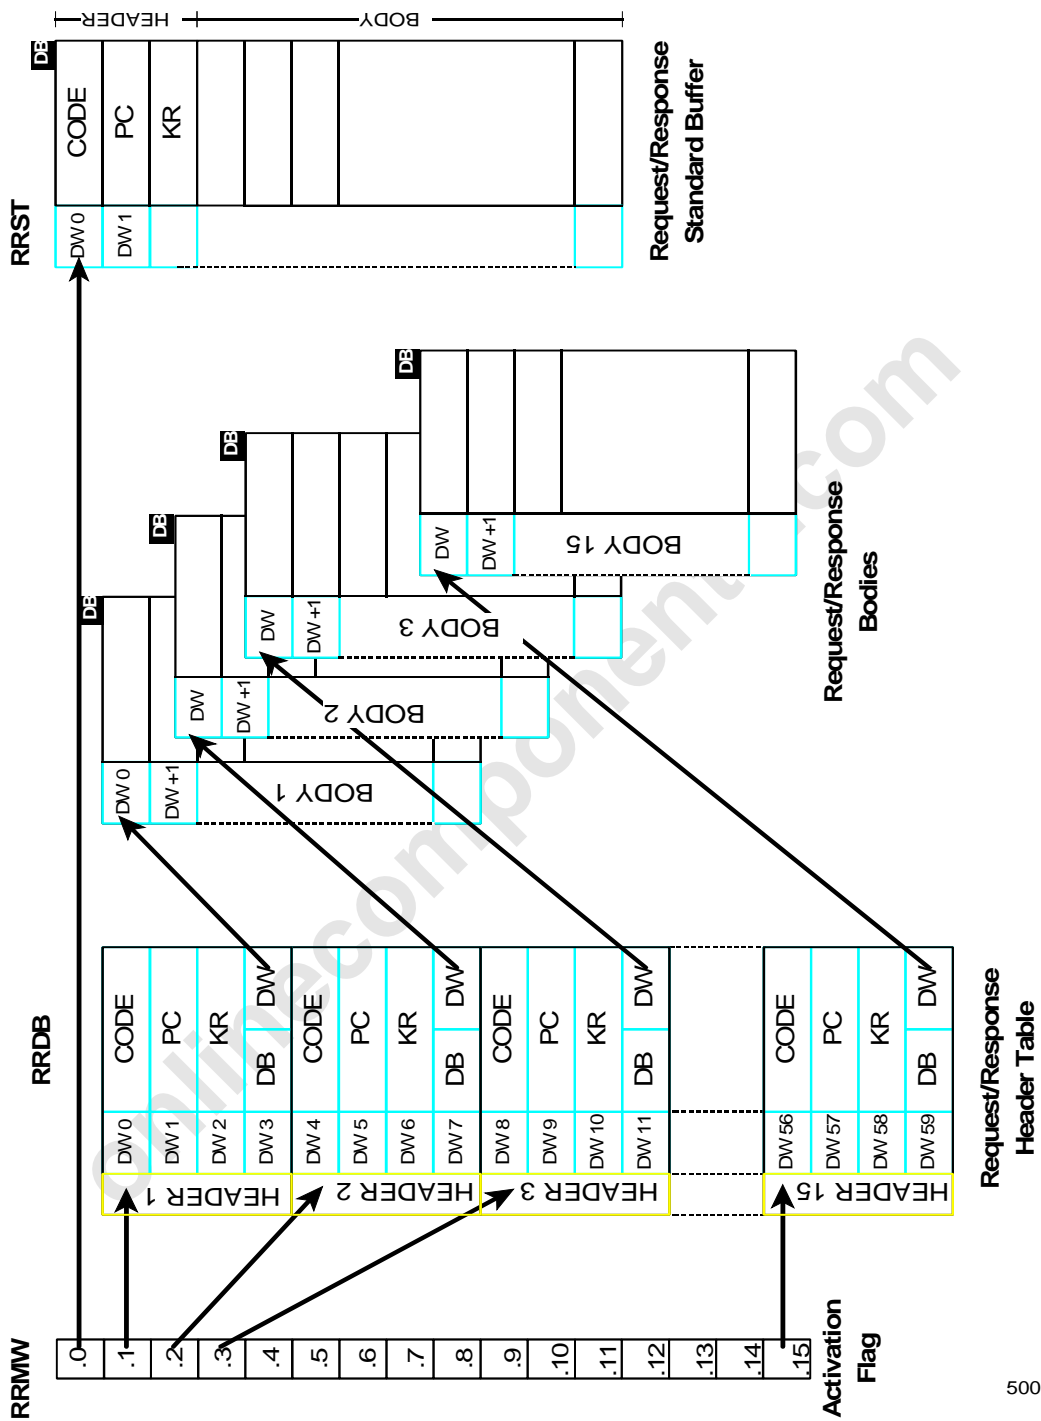 RRMW
.0
.1
.2
.3
.4
.5
.6
.7
.8
.9
.10
.11
.12
.13
.14
.15
Activation
Flag
RRDB
HEADER 1
DW 0
CODE
DW 1
PC
DW 2
KR
DW 3
DB
DW
HEADER 2
DW 4
CODE
DW 5
PC
DW 6
KR
DW 7
DB
DW
HEADER 3
DW 8
CODE
DW 9
PC
DW 10
KR
DW 11
DB
DW
HEADER 15
DW 56
CODE
DW 57
PC
DW 58
KR
DW 59
DB
DW
Request/Response
Header Table
DB
DW 0
DW +1
BODY 1
DB
DW
DW +1
BODY 2
DB
DW
DW +1
BODY 3
DB
DW
DW +1
BODY 15
Request/Response
Bodies
RRST
DB
HEADER
BODY
DW 0
CODE
DW 1
PC
KR
Request/Response
Standard Buffer
500
onlinecomponents.com